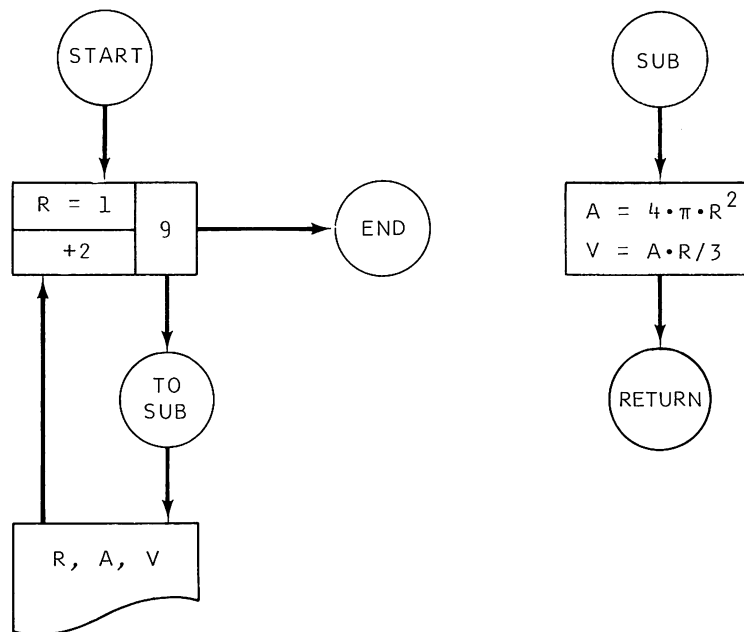 START
R = 1
+2
9
END
TO
SUB
R, A, V
SUB
A = 4·π·R²
V = A·R/3
RETURN